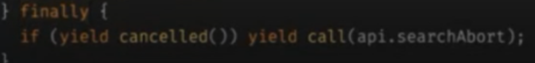 } finally {
if (yield cancelled()) yield call(api.searchAbort);
}